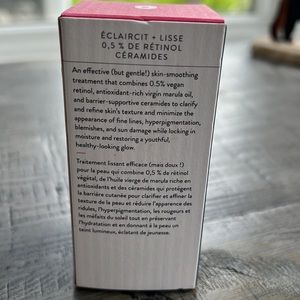 ÉCLAIRCIT + LISSE
0,5 % DE RÉTINOL
CÉRAMIDES
An effective (but gentle!) skin-smoothing
treatment that combines 0.5% vegan
retinol, antioxidant-rich virgin marula oil,
and barrier-supportive ceramides to clarify
and refine skin's texture and minimize the
appearance of fine lines, hyperpigmentation,
blemishes, and sun damage while locking in
moisture and restoring a youthful,
healthy-looking glow.
Traitement lissant efficace (mais doux !)
pour la peau qui combine 0,5 % de rétinol
végétal, de l'huile vierge de marula riche en
antioxydants et des céramides qui protègent
la barrière cutanée pour clarifier et affiner la
texture de la peau et réduire l'apparence des
ridules, l'hyperpigmentation, les rougeurs et
les méfaits du soleil tout en préservant
l'hydratation et en donnant à la peau un
teint lumineux, éclatant de jeunesse.